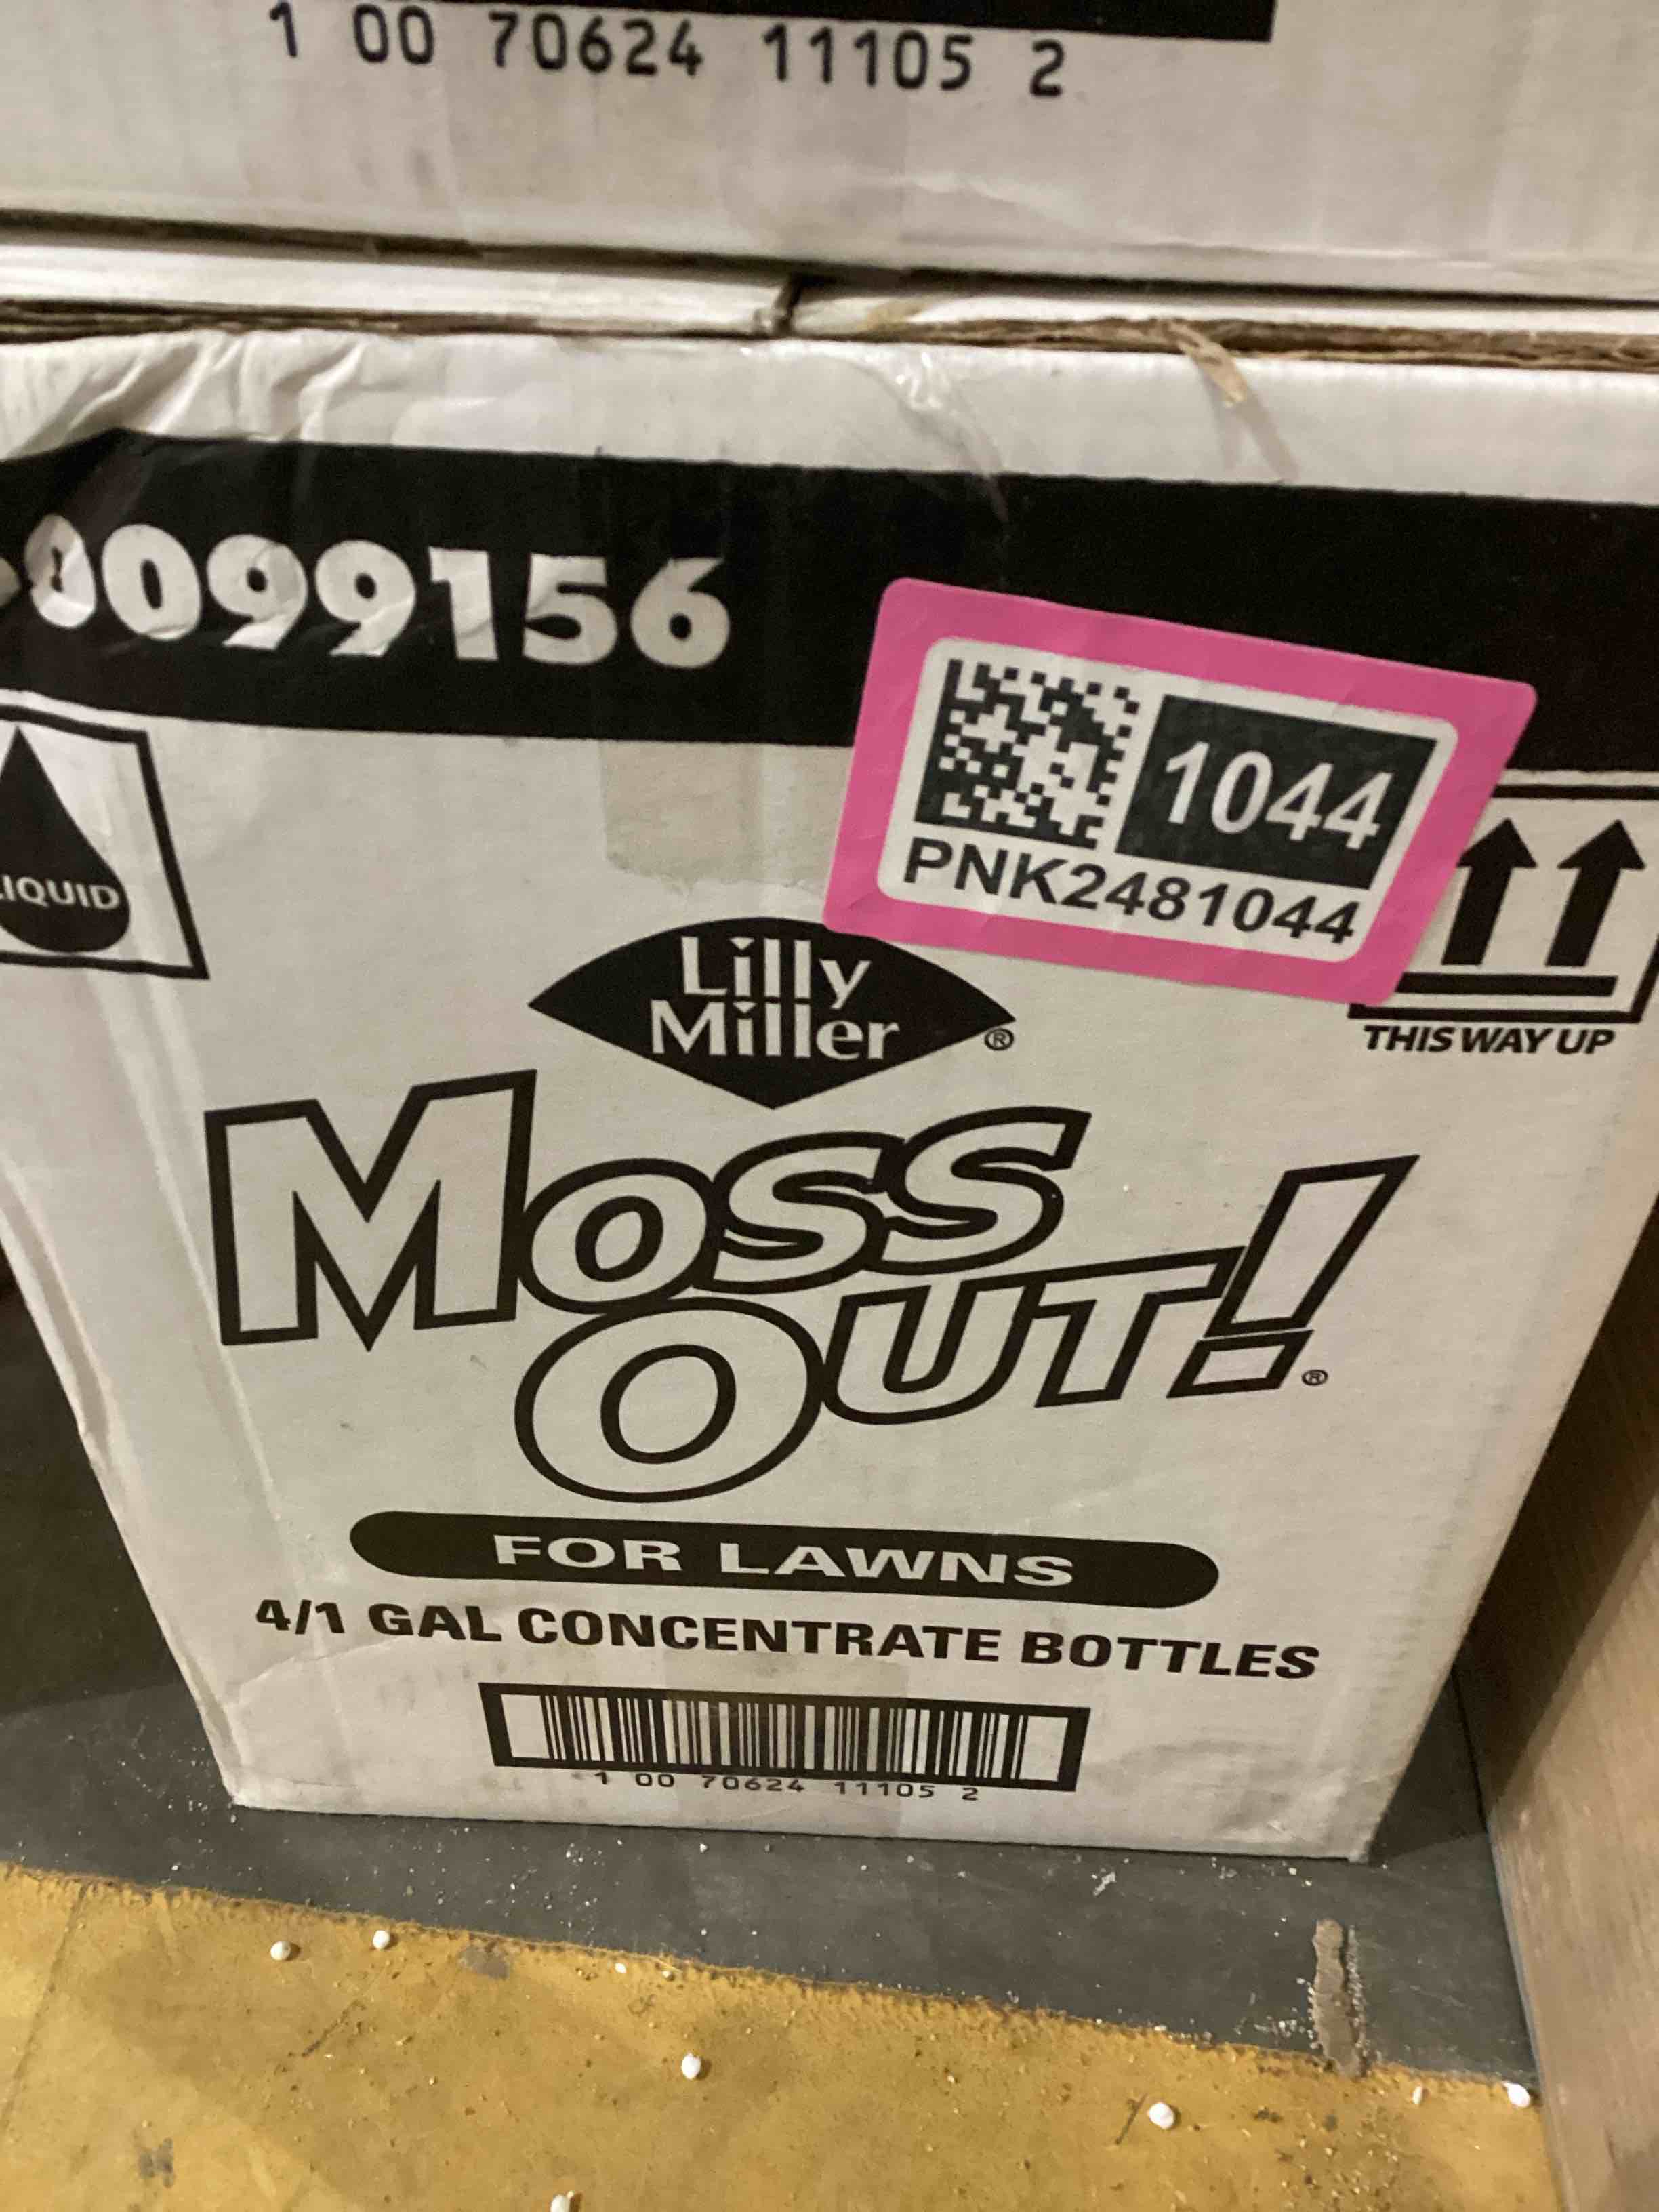 1 00 70624 11105 2
0099156
1044
PNK2481044
LIQUID
Lilly
Miller
®
THIS WAY UP
MOSS
OUT!
®
FOR LAWNS
4/1 GAL CONCENTRATE BOTTLES
1 00 70624 11105 2